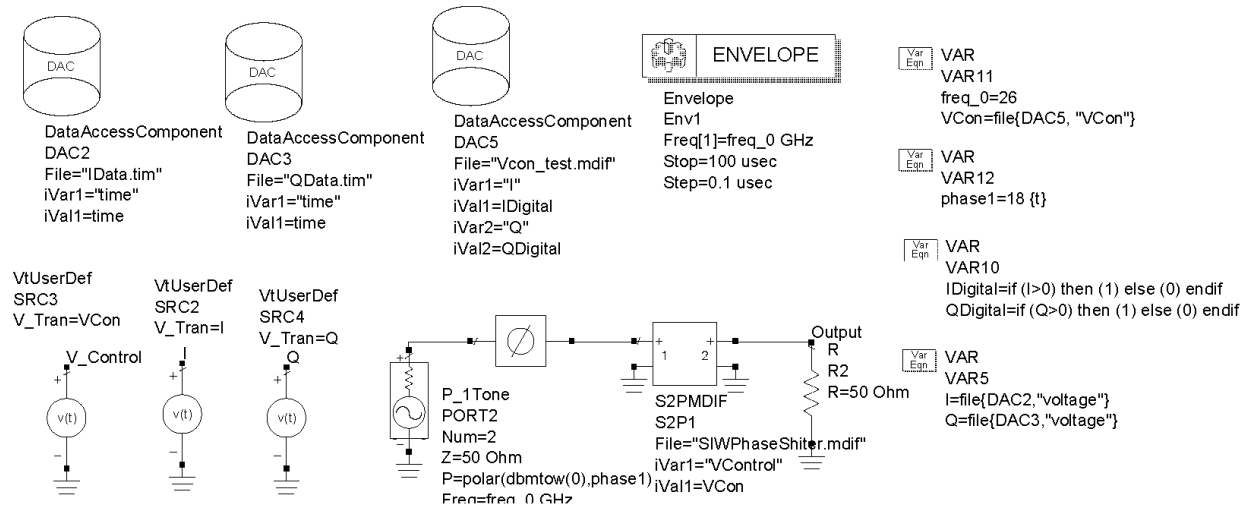 DAC
DataAccessComponent
DAC2
File="IData.tim"
iVar1="time"
iVal1=time
DAC
DataAccessComponent
DAC3
File="QData.tim"
iVar1="time"
iVal1=time
DAC
DataAccessComponent
DAC5
File="Vcon_test.mdif"
iVar1="I"
iVal1=IDigital
iVar2="Q"
iVal2=QDigital
ENVELOPE
Envelope
Env1
Freq[1]=freq_0 GHz
Stop=100 usec
Step=0.1 usec
Var
Eqn
VAR
VAR11
freq_0=26
VCon=file{DAC5, "VCon"}
Var
Eqn
VAR
VAR12
phase1=18 {t}
Var
Eqn
VAR
VAR10
IDigital=if (I>0) then (1) else (0) endif
QDigital=if (Q>0) then (1) else (0) endif
Var
Eqn
VAR
VAR5
I=file{DAC2,"voltage"}
Q=file{DAC3,"voltage"}
VtUserDef
SRC3
V_Tran=VCon
V_Control
+
v(t)
–
VtUserDef
SRC2
V_Tran=I
I
+
v(t)
–
VtUserDef
SRC4
V_Tran=Q
Q
+
v(t)
–
+
–
P_1Tone
PORT2
Num=2
Z=50 Ohm
P=polar(dbmtow(0),phase1)
Freq=freq_0 GHz
+ +
1 2
– –
S2PMDIF
S2P1
File="SIWPhaseShiter.mdif"
iVar1="VControl"
iVal1=VCon
Output
R
R2
R=50 Ohm